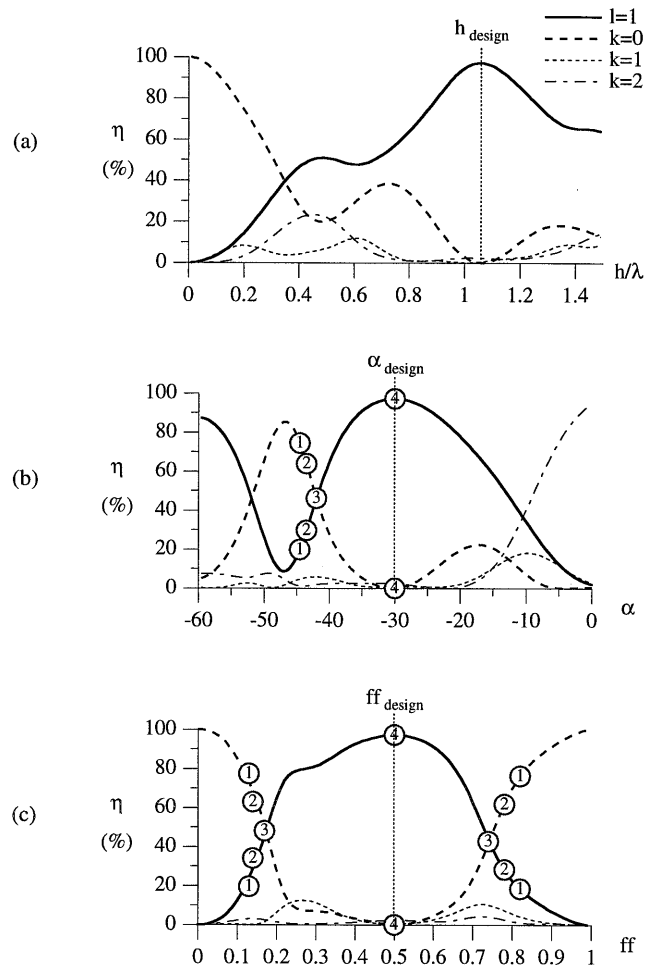 l=1
k=0
k=1
k=2
h design
(a)
η
(%)
100
80
60
40
20
0
0 0.2 0.4 0.6 0.8 1 1.2 1.4
h/λ
α design
(b)
η
(%)
100
80
60
40
20
0
1
2
3
2
1
4
4
-60 -50 -40 -30 -20 -10 0
α
ff design
(c)
η
(%)
100
80
60
40
20
0
1
2
3
2
1
4
4
1
2
3
2
1
0 0.1 0.2 0.3 0.4 0.5 0.6 0.7 0.8 0.9 1
ff